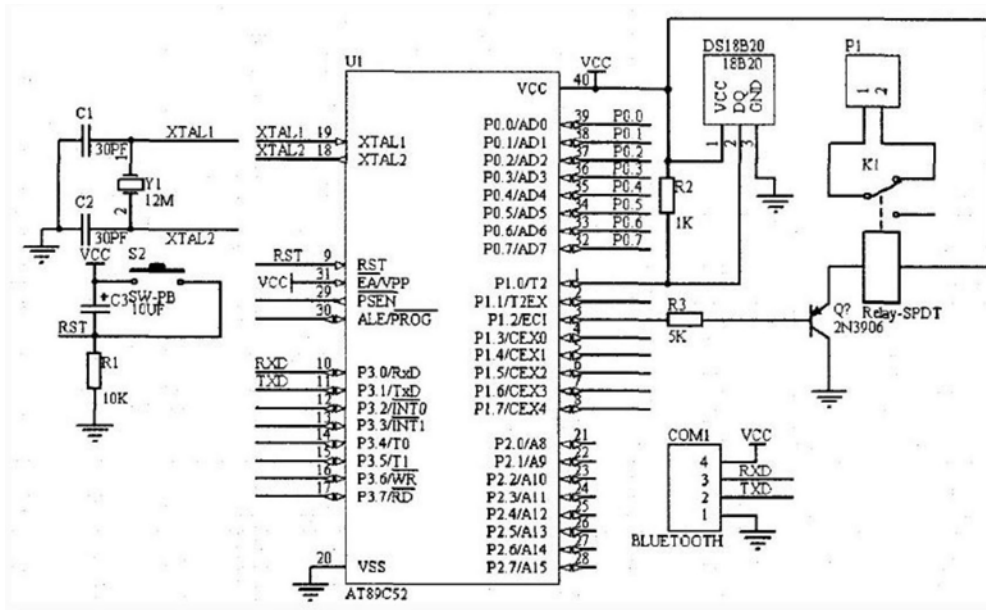 C1
30PF
XTAL1
1
Y1
12M
2
C2
30PF
XTAL2
VCC
S2
SW-PB
C3
10UF
RST
R1
10K
U1
XTAL1 19 XTAL1
XTAL2 18 XTAL2
RST 9 RST
VCC 31 EA/VPP
29 PSEN
30 ALE/PROG
RXD 10 P3.0/RxD
TXD 11 P3.1/TxD
12 P3.2/INT0
13 P3.3/INT1
14 P3.4/T0
15 P3.5/T1
16 P3.6/WR
17 P3.7/RD
20 VSS
AT89C52
VCC
VCC 40
P0.0/AD0 39 P0.0
P0.1/AD1 38 P0.1
P0.2/AD2 37 P0.2
P0.3/AD3 36 P0.3
P0.4/AD4 35 P0.4
P0.5/AD5 34 P0.5
P0.6/AD6 33 P0.6
P0.7/AD7 32 P0.7
P1.0/T2 1
P1.1/T2EX
P1.2/ECI 3
P1.3/CEX0 4
P1.4/CEX1
P1.5/CEX2 6
P1.6/CEX3 7
P1.7/CEX4 8
P2.0/A8 21
P2.1/A9 22
P2.2/A10 23
P2.3/A11 24
P2.4/A12 25
P2.5/A13 26
P2.6/A14 27
P2.7/A15 28
DS18B20
18B20
VCC
DQ
GND
1
2
3
R2
1K
R3
5K
P1
1
2
K1
Q?
2N3906
Relay-SPDT
COM1
VCC
4
3 RXD
2 TXD
1
BLUETOOTH